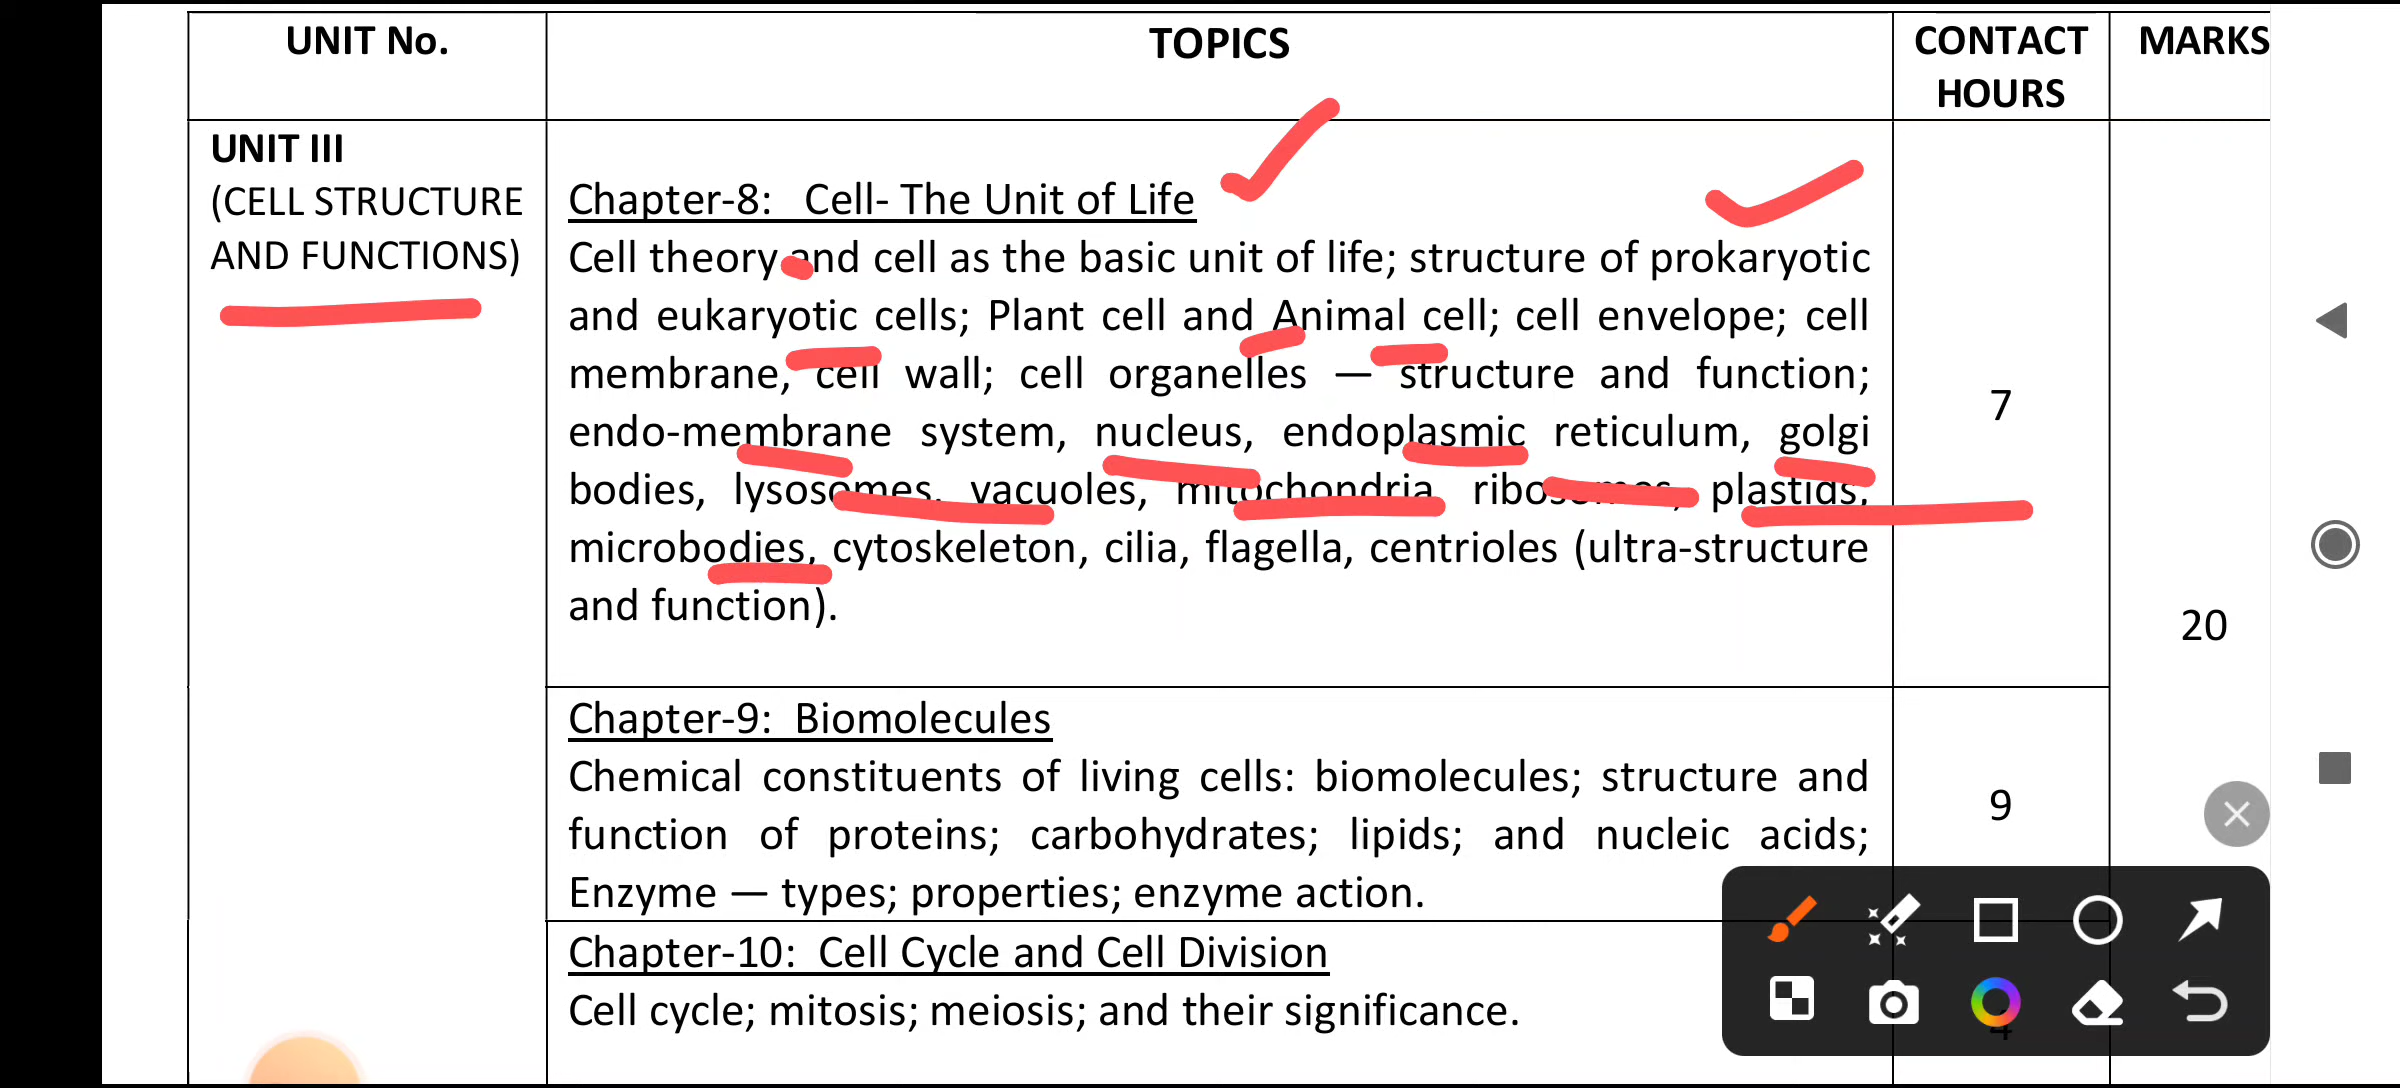 UNIT No.
TOPICS
CONTACT
HOURS
MARKS
UNIT III
(CELL STRUCTURE
AND FUNCTIONS)
Chapter-8: Cell- The Unit of Life
Cell theory and cell as the basic unit of life; structure of prokaryotic
and eukaryotic cells; Plant cell and Animal cell; cell envelope; cell
membrane, cell wall; cell organelles — structure and function;
endo-membrane system, nucleus, endoplasmic reticulum, golgi
bodies, lysosomes, vacuoles, mitochondria, ribosomes, plastids,
microbodies, cytoskeleton, cilia, flagella, centrioles (ultra-structure
and function).
7
20
Chapter-9: Biomolecules
Chemical constituents of living cells: biomolecules; structure and
function of proteins; carbohydrates; lipids; and nucleic acids;
Enzyme — types; properties; enzyme action.
9
Chapter-10: Cell Cycle and Cell Division
Cell cycle; mitosis; meiosis; and their significance.
4